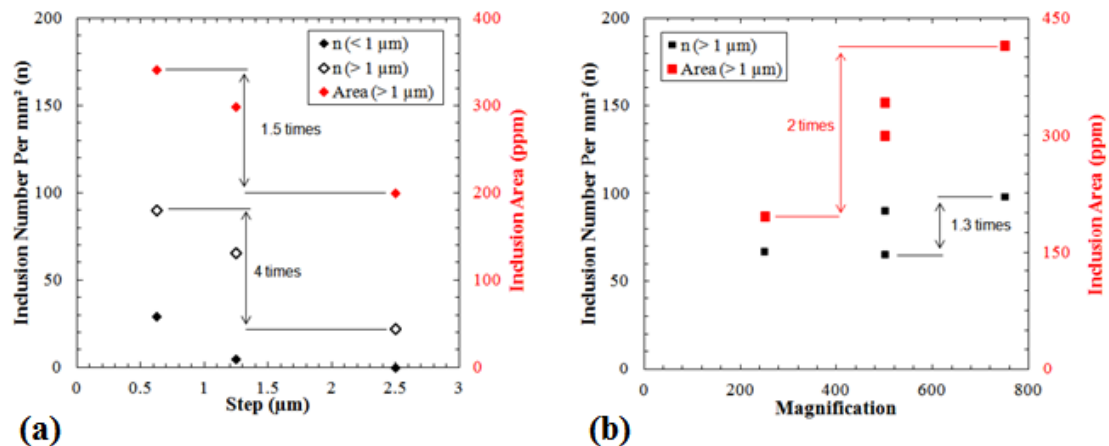 200
150
100
50
0
Inclusion Number Per mm² (n)
n (< 1 µm)
n (> 1 µm)
Area (> 1 µm)
1.5 times
4 times
400
300
200
100
0
Inclusion Area (ppm)
0 0.5 1 1.5 2 2.5 3
Step (µm)
(a)
200
150
100
50
0
Inclusion Number Per mm² (n)
n (> 1 µm)
Area (> 1 µm)
2 times
1.3 times
450
300
150
0
Inclusion Area (ppm)
0 200 400 600 800
Magnification
(b)